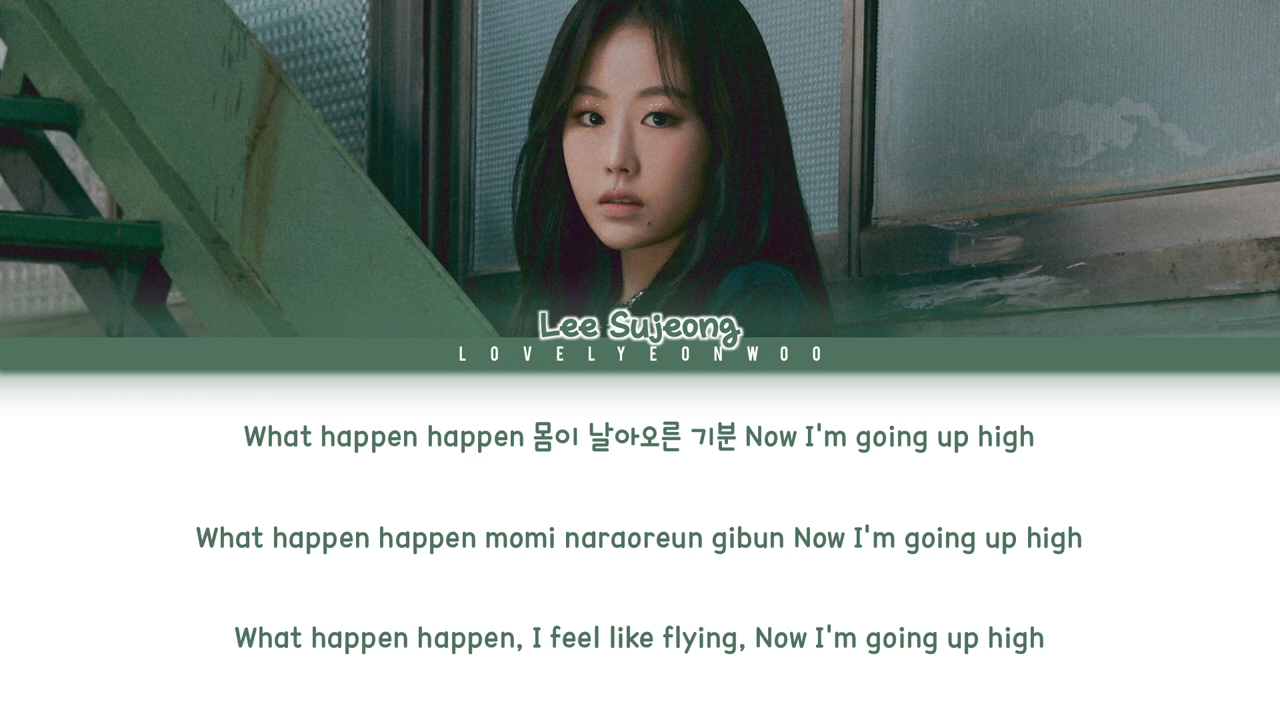 Lee Sujeong
LOVELYEONWOO
What happen happen 몸이 날아오른 기분 Now I'm going up high
What happen happen momi naraoreun gibun Now I'm going up high
What happen happen, I feel like flying, Now I'm going up high